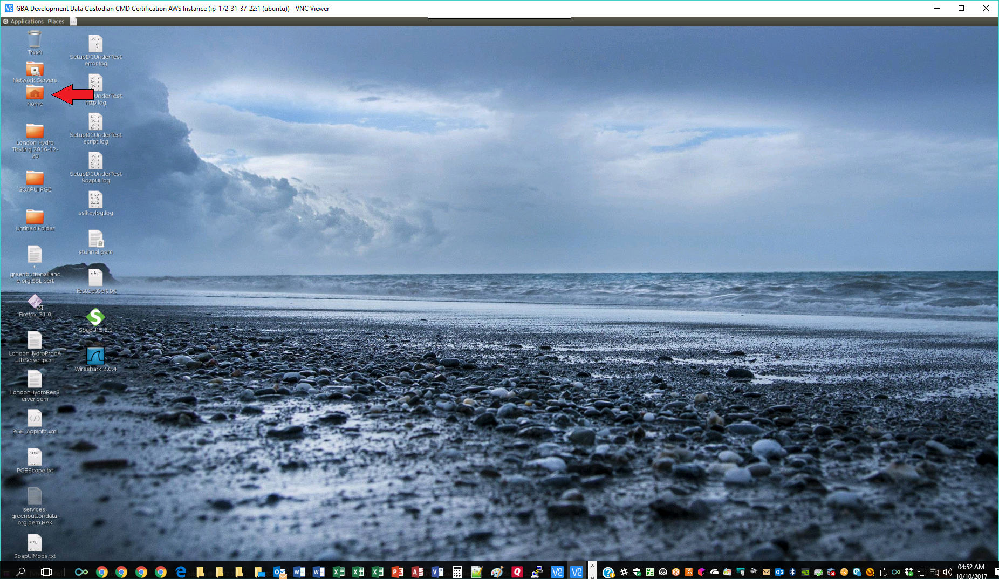 GBA Development Data Custodian CMD Certification AWS Instance (ip-172-31-37-22:1 (ubuntu)) - VNC Viewer
Applications Places
Trash
Network Servers
home
London Hydro
Testing 2016-12-
20
SOAPUI PGE
Untitled Folder
*.
greenbuttonallianc
e.org.SSL.cert
Firefox_31.0
LondonHydroProdA
uthServer.pem
LondonHydroResS
erver.pem
PGE_AppInfo.xml
PGEScope.txt
services.
greenbuttondata.
org.pem.BAK
SoapUIMods.txt
SetupDCUnderTest
error.log
UnderTest
http.log
SetupDCUnderTest
script.log
SetupDCUnderTest
SoapUI.log
sslkeylog.log
stunnel.pem
TestGetCert.txt
SoapUI 5.2.1
Wireshark 2.0.4
04:52 AM
10/10/2017